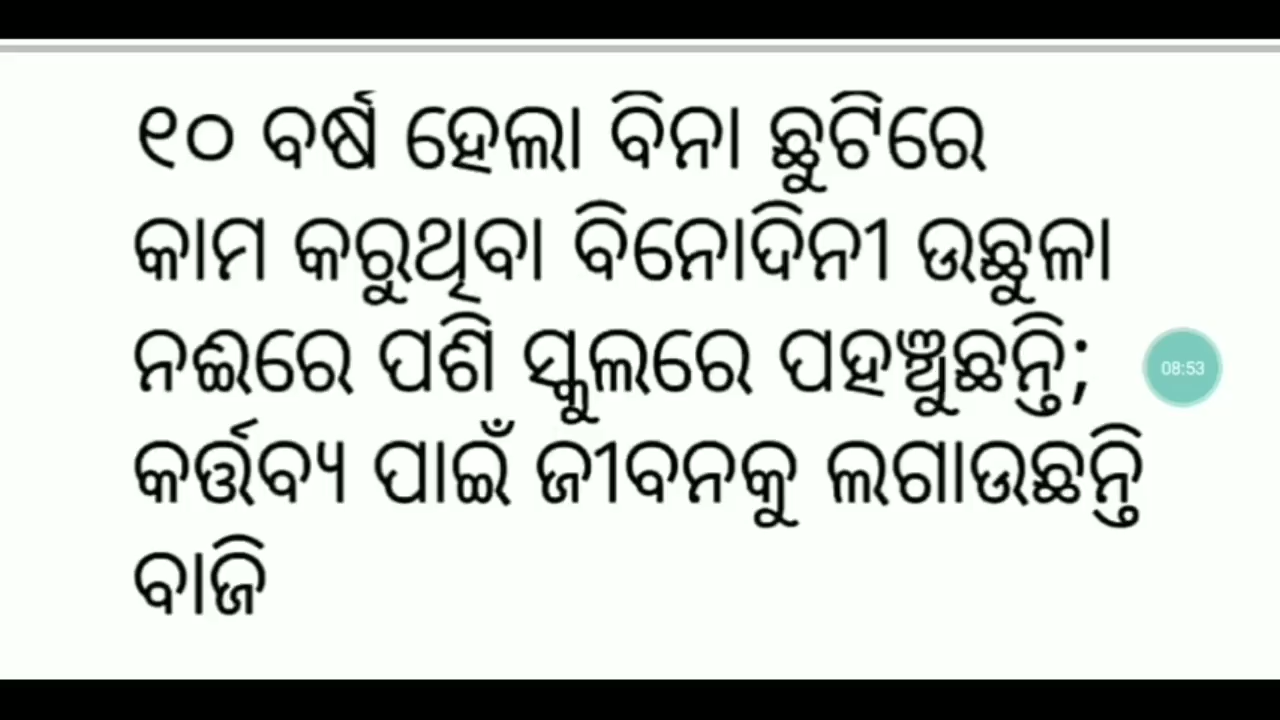 ୧୦ ବର୍ଷ ହେଲା ବିନା ଛୁଟିରେ
କାମ କରୁଥିବା ବିନୋଦିନୀ ଉଛୁଳା
ନଈରେ ପଶି ସ୍କୁଲରେ ପହଞ୍ଚୁଛନ୍ତି;
08:53
କର୍ତ୍ତବ୍ୟ ପାଇଁ ଜୀବନକୁ ଲଗାଉଛନ୍ତି
ବାଜି